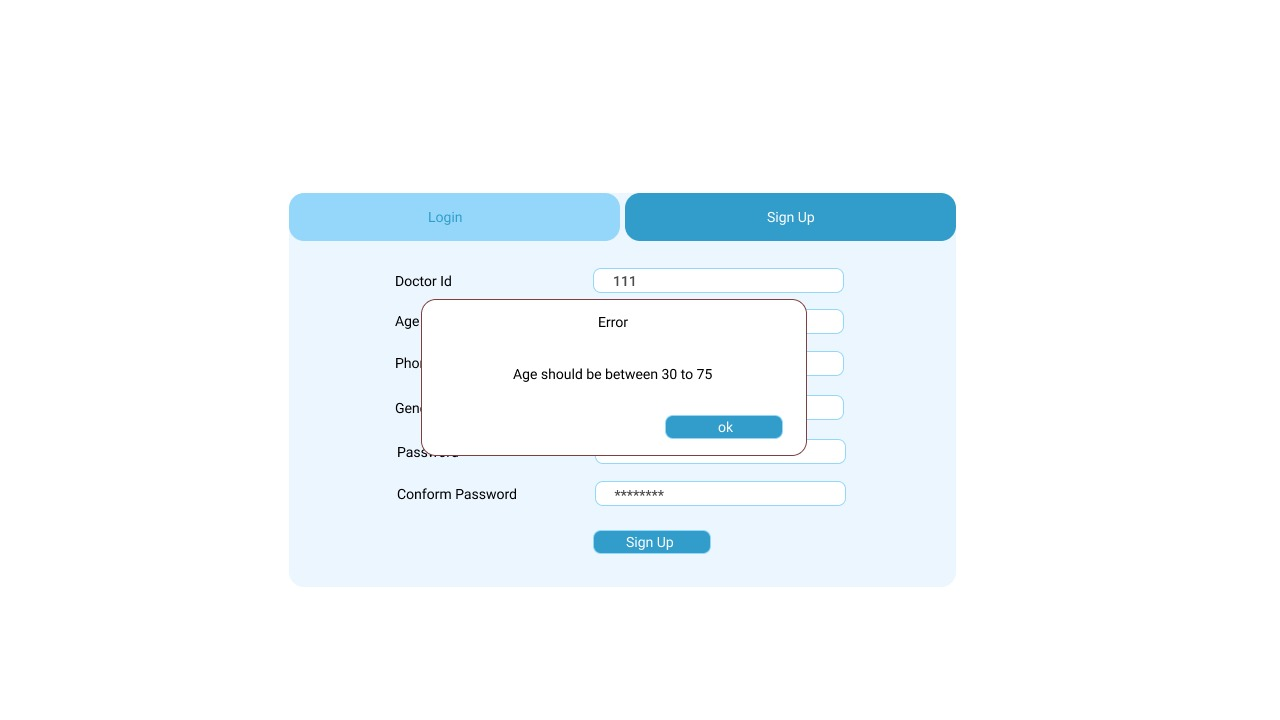 Login
Sign Up
Doctor Id
111
Age
Error
Age should be between 30 to 75
ok
Password
Conform Password
********
Sign Up